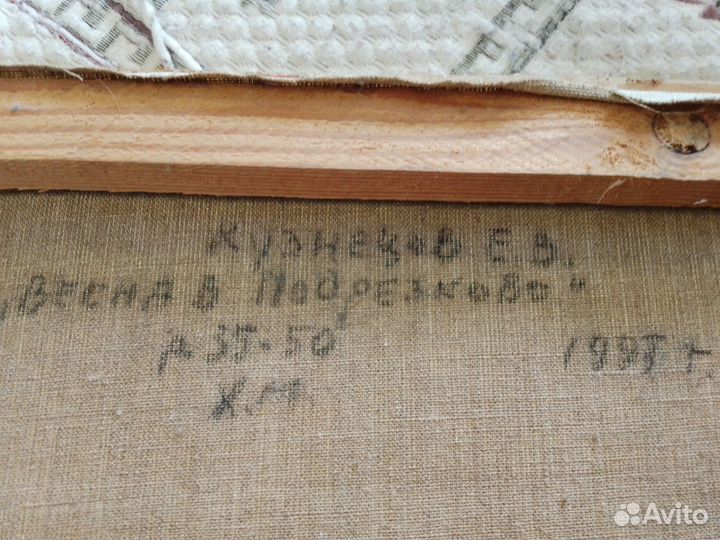 Кузнецов Е.В.
„Весна в Подрезково"
р 35-50
х.м. 1998 г.
Avito